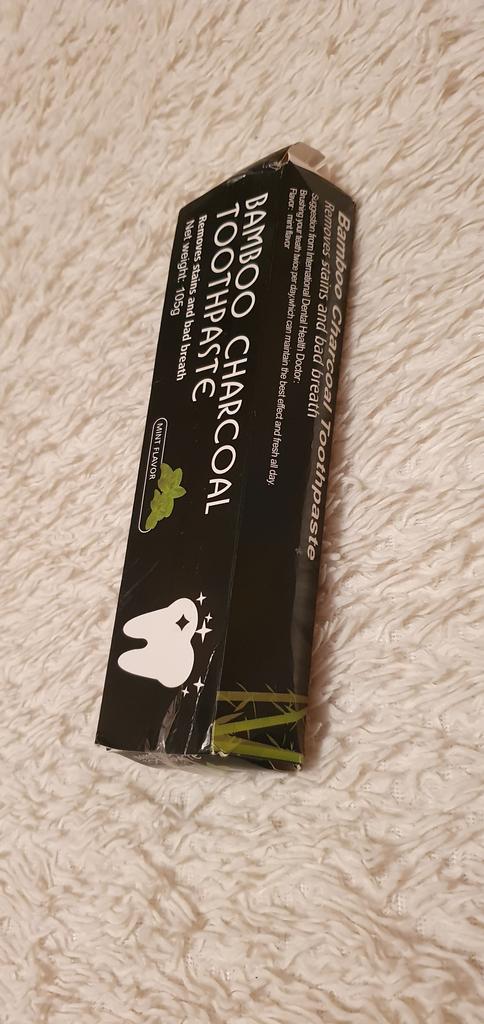 BAMBOO CHARCOAL
TOOTHPASTE
Removes stains and bad breath
Net weight: 105g
MINT FLAVOR
Bamboo Charcoal Toothpaste
Removes stains and bad breath
Suggestion from International Dental Health Doctor:
Brushing your teeth twice per day,which can maintain the best effect and fresh all day.
Flavor: mint flavor